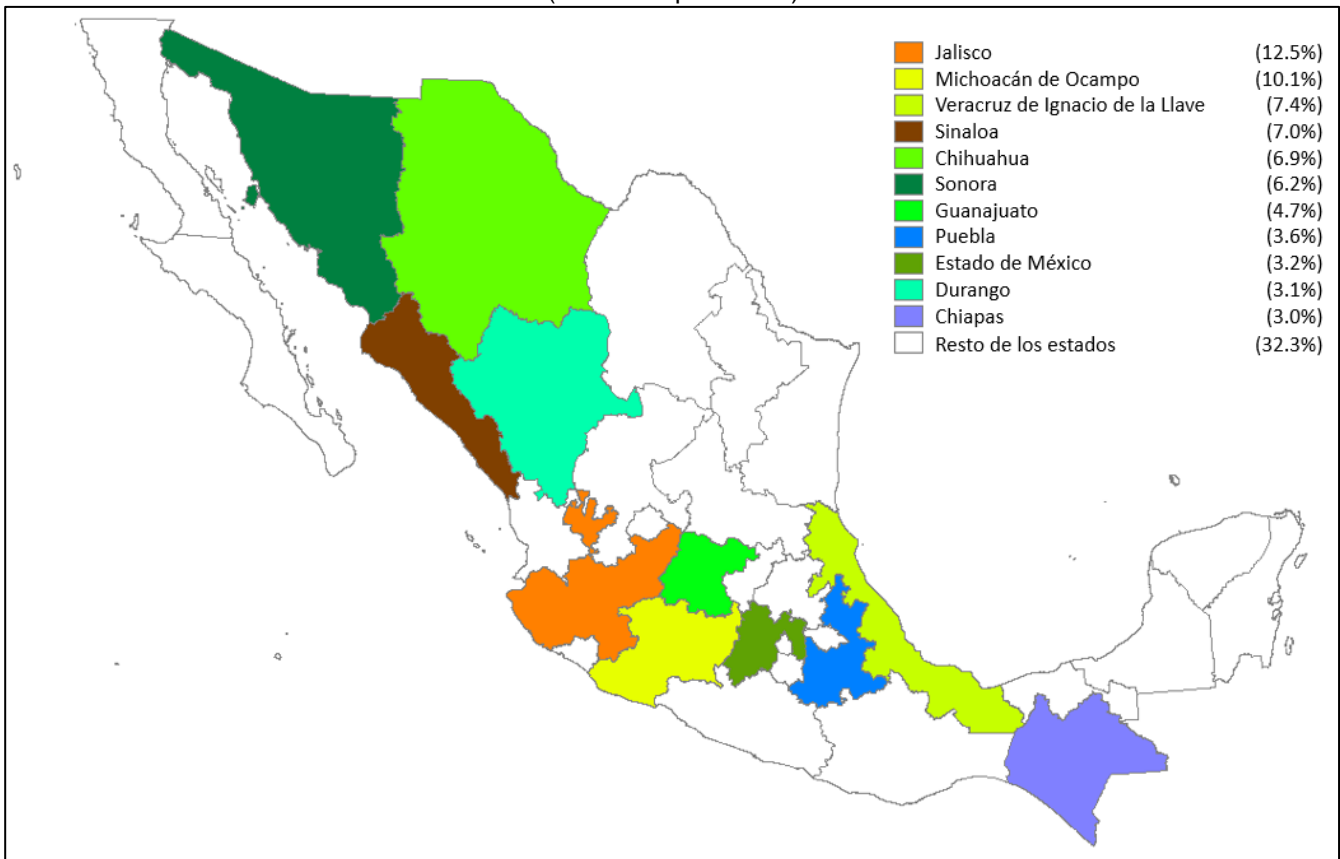 Jalisco (12.5%)
Michoacán de Ocampo (10.1%)
Veracruz de Ignacio de la Llave (7.4%)
Sinaloa (7.0%)
Chihuahua (6.9%)
Sonora (6.2%)
Guanajuato (4.7%)
Puebla (3.6%)
Estado de México (3.2%)
Durango (3.1%)
Chiapas (3.0%)
Resto de los estados (32.3%)